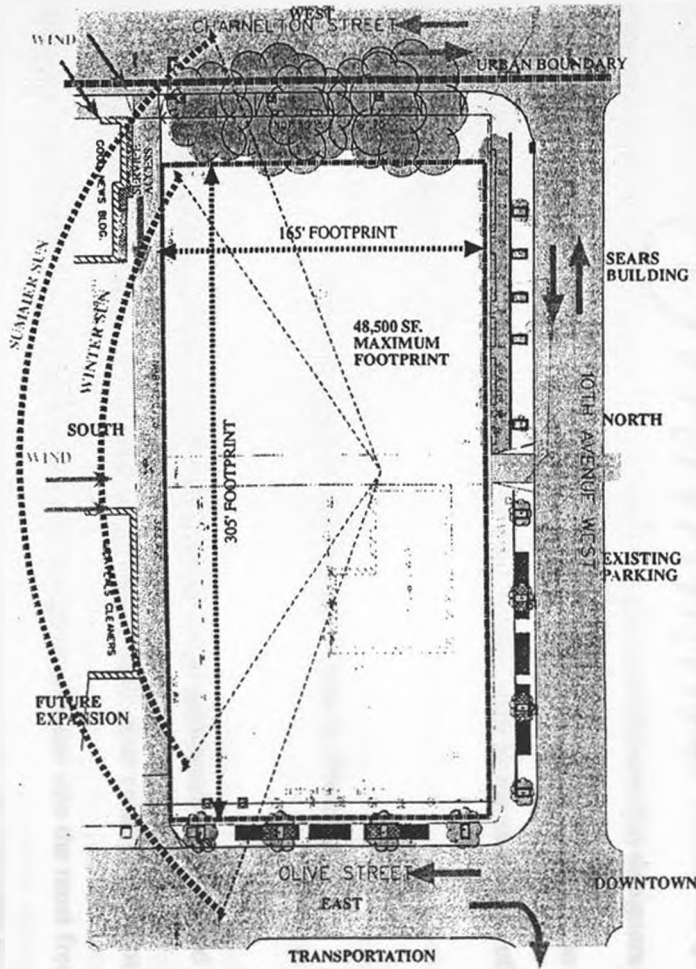 WEST
CHARNELTON STREET
WIND
URBAN BOUNDARY
GOOD NEWS BLDG.
SERVICE
ACCESS
165' FOOTPRINT
SUMMER SUN
WINTER SUN
SEARS
BUILDING
48,500 SF.
MAXIMUM
FOOTPRINT
SOUTH
NORTH
WIND
10TH AVENUE WEST
305' FOOTPRINT
EXISTING
PARKING
CLEANERS
FUTURE
EXPANSION
OLIVE STREET
EAST
DOWNTOWN
TRANSPORTATION